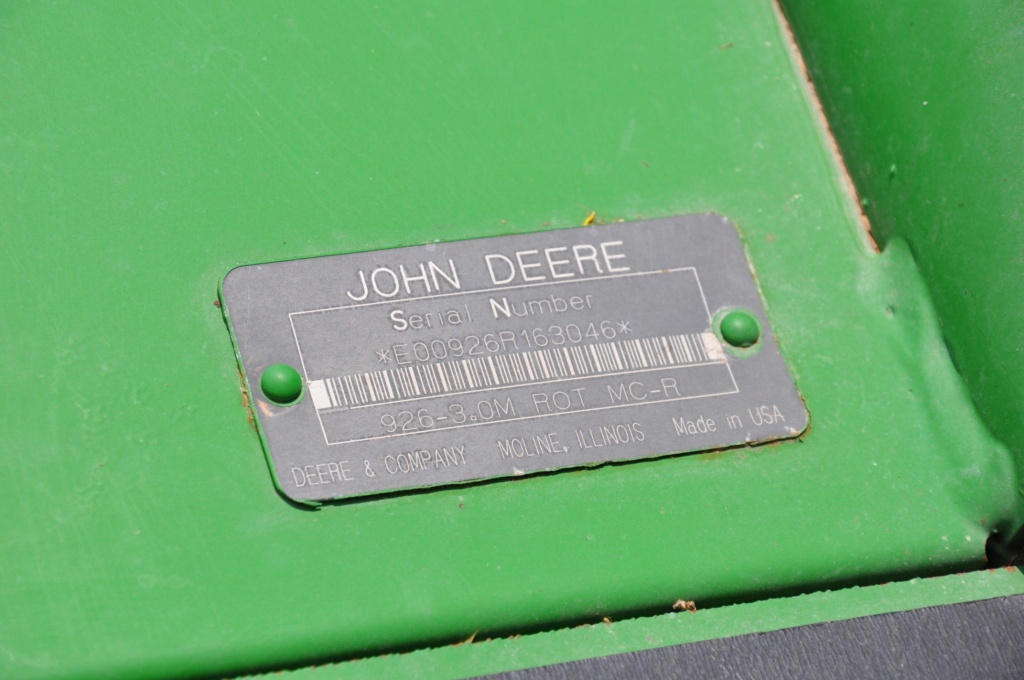 JOHN DEERE
Serial Number
*E00926R163046*
926-3.0M ROT MC-R
DEERE & COMPANY MOLINE, ILLINOIS Made in USA